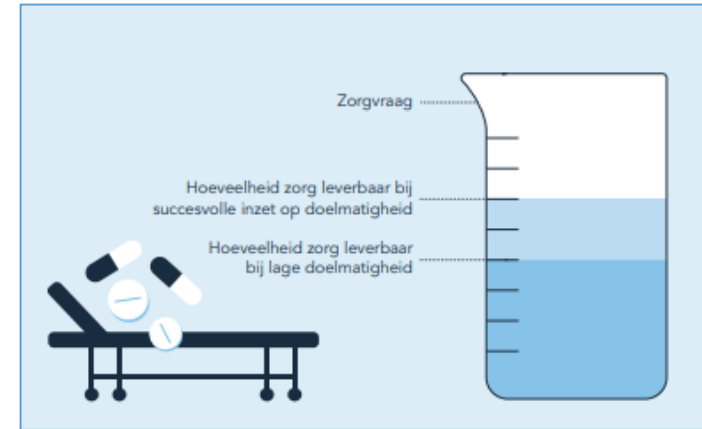 Zorgvraag
Hoeveelheid zorg leverbaar bij
succesvolle inzet op doelmatigheid
Hoeveelheid zorg leverbaar
bij lage doelmatigheid